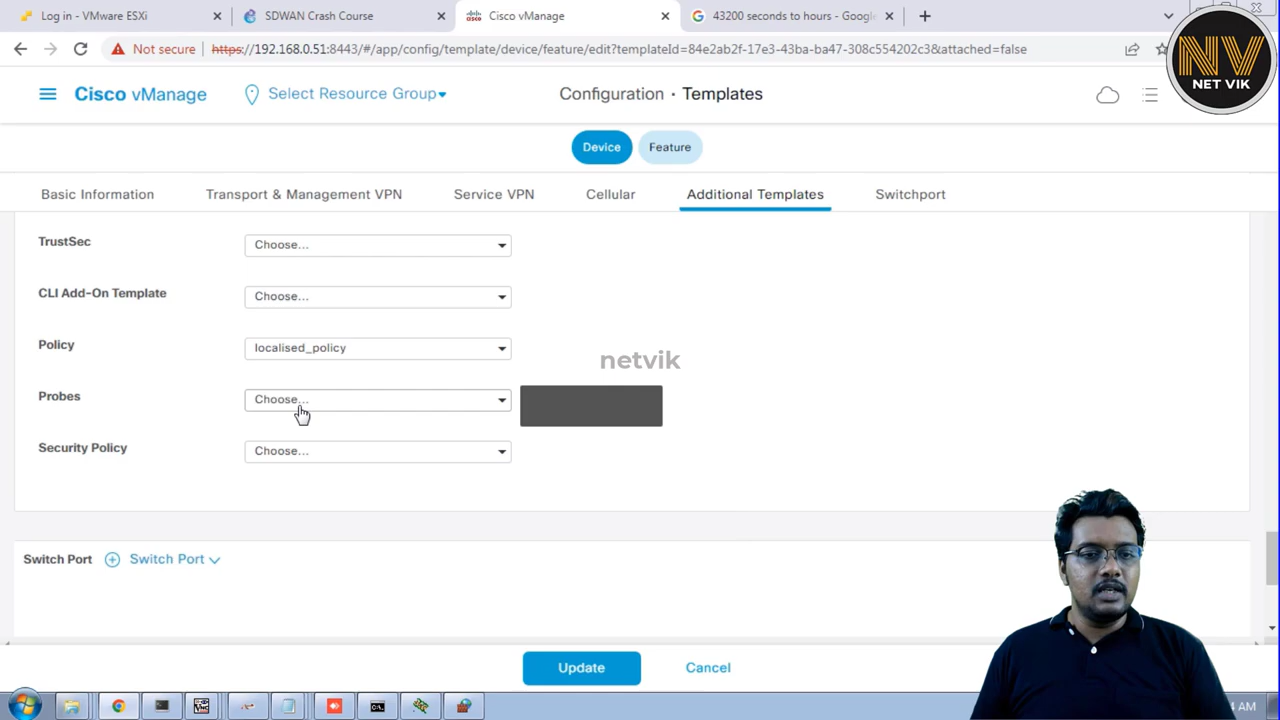 Log in - VMware ESXi
SDWAN Crash Course
Cisco vManage
43200 seconds to hours - Google
Not secure
https://192.168.0.51:8443/#/app/config/template/device/feature/edit?templateId=84e2ab2f-17e3-43ba-ba47-308c554202c3&attached=false
NV
NET VIK
Cisco vManage
Select Resource Group
Configuration · Templates
Device
Feature
Basic Information
Transport & Management VPN
Service VPN
Cellular
Additional Templates
Switchport
TrustSec
Choose...
CLI Add-On Template
Choose...
Policy
localised_policy
netvik
Probes
Choose...
Security Policy
Choose...
Switch Port
Switch Port
Update
Cancel
AM